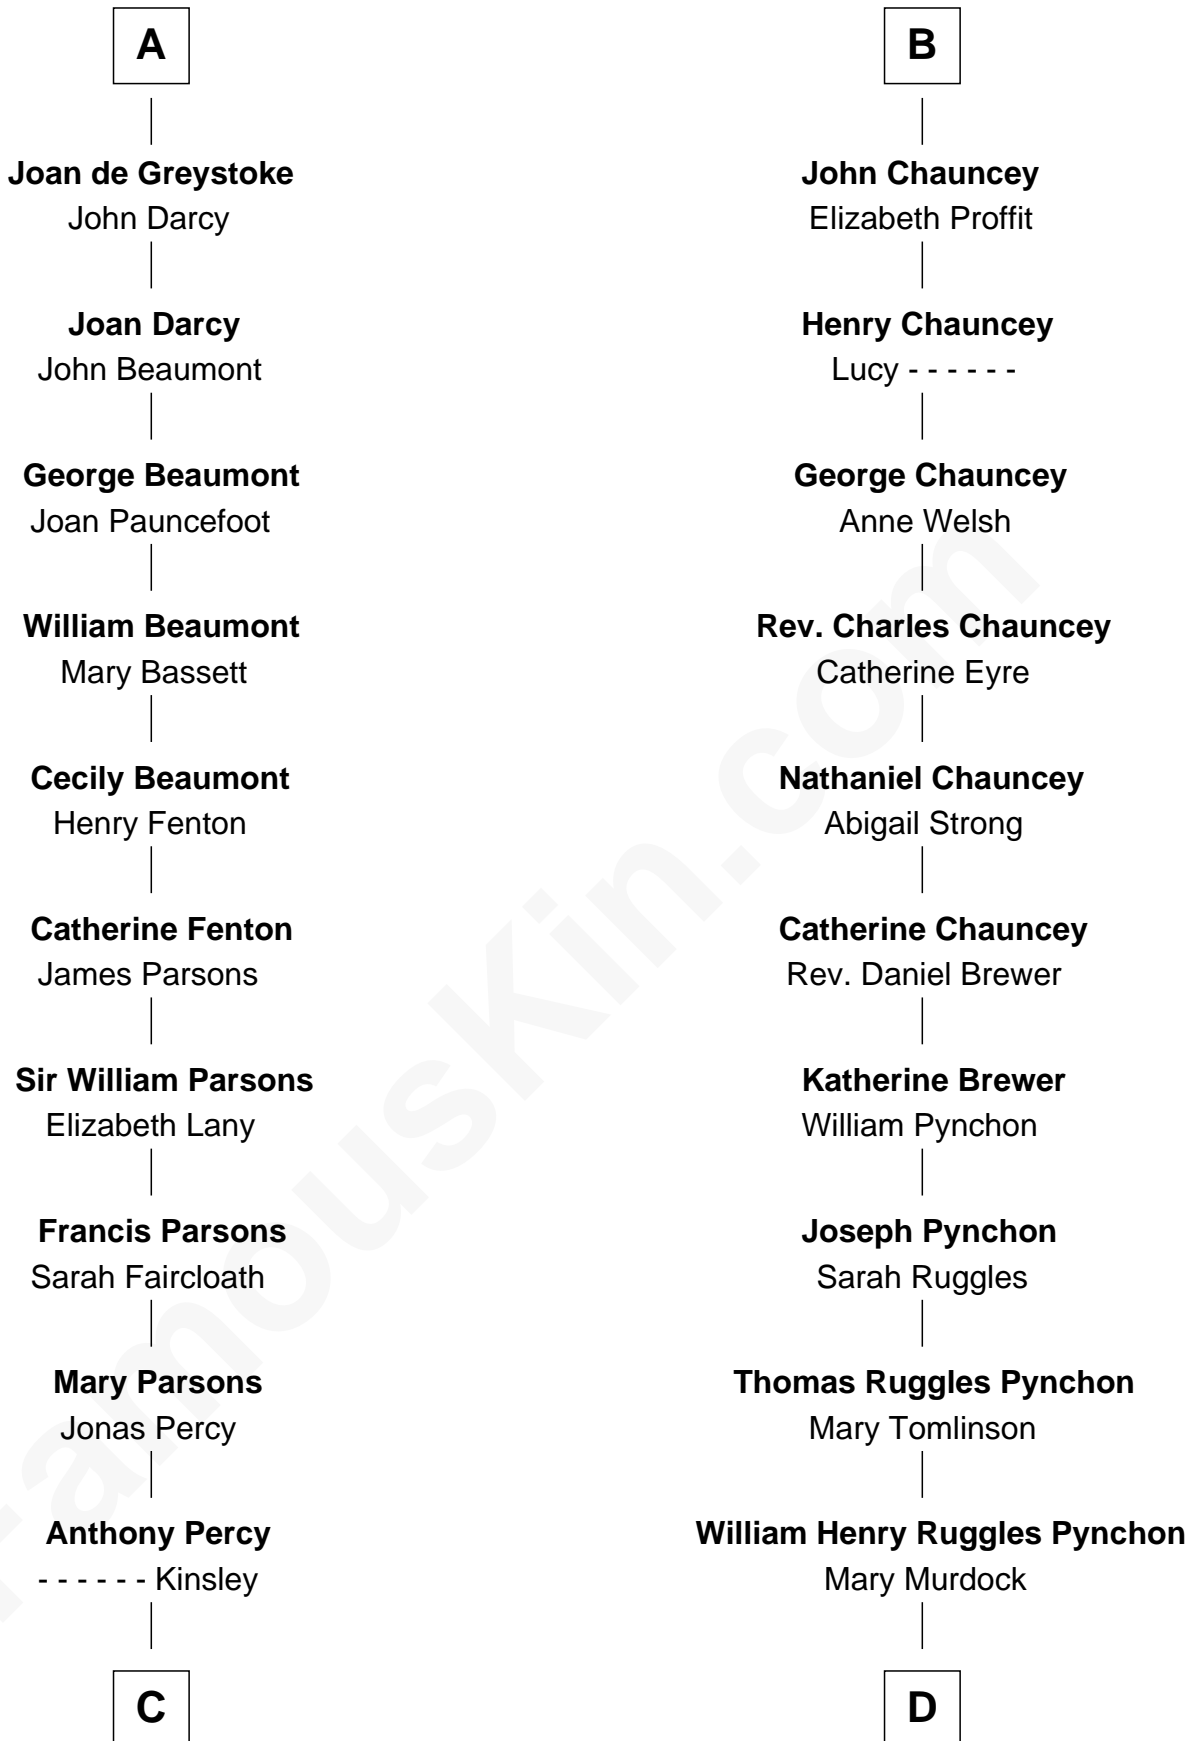 A
Joan de Greystoke
John Darcy
Joan Darcy
John Beaumont
George Beaumont
Joan Pauncefoot
William Beaumont
Mary Bassett
Cecily Beaumont
Henry Fenton
Catherine Fenton
James Parsons
Sir William Parsons
Elizabeth Lany
Francis Parsons
Sarah Faircloath
Mary Parsons
Jonas Percy
Anthony Percy
- - - - - - Kinsley
C
B
John Chauncey
Elizabeth Proffit
Henry Chauncey
Lucy - - - - - -
George Chauncey
Anne Welsh
Rev. Charles Chauncey
Catherine Eyre
Nathaniel Chauncey
Abigail Strong
Catherine Chauncey
Rev. Daniel Brewer
Katherine Brewer
William Pynchon
Joseph Pynchon
Sarah Ruggles
Thomas Ruggles Pynchon
Mary Tomlinson
William Henry Ruggles Pynchon
Mary Murdock
D
FamousKin.com